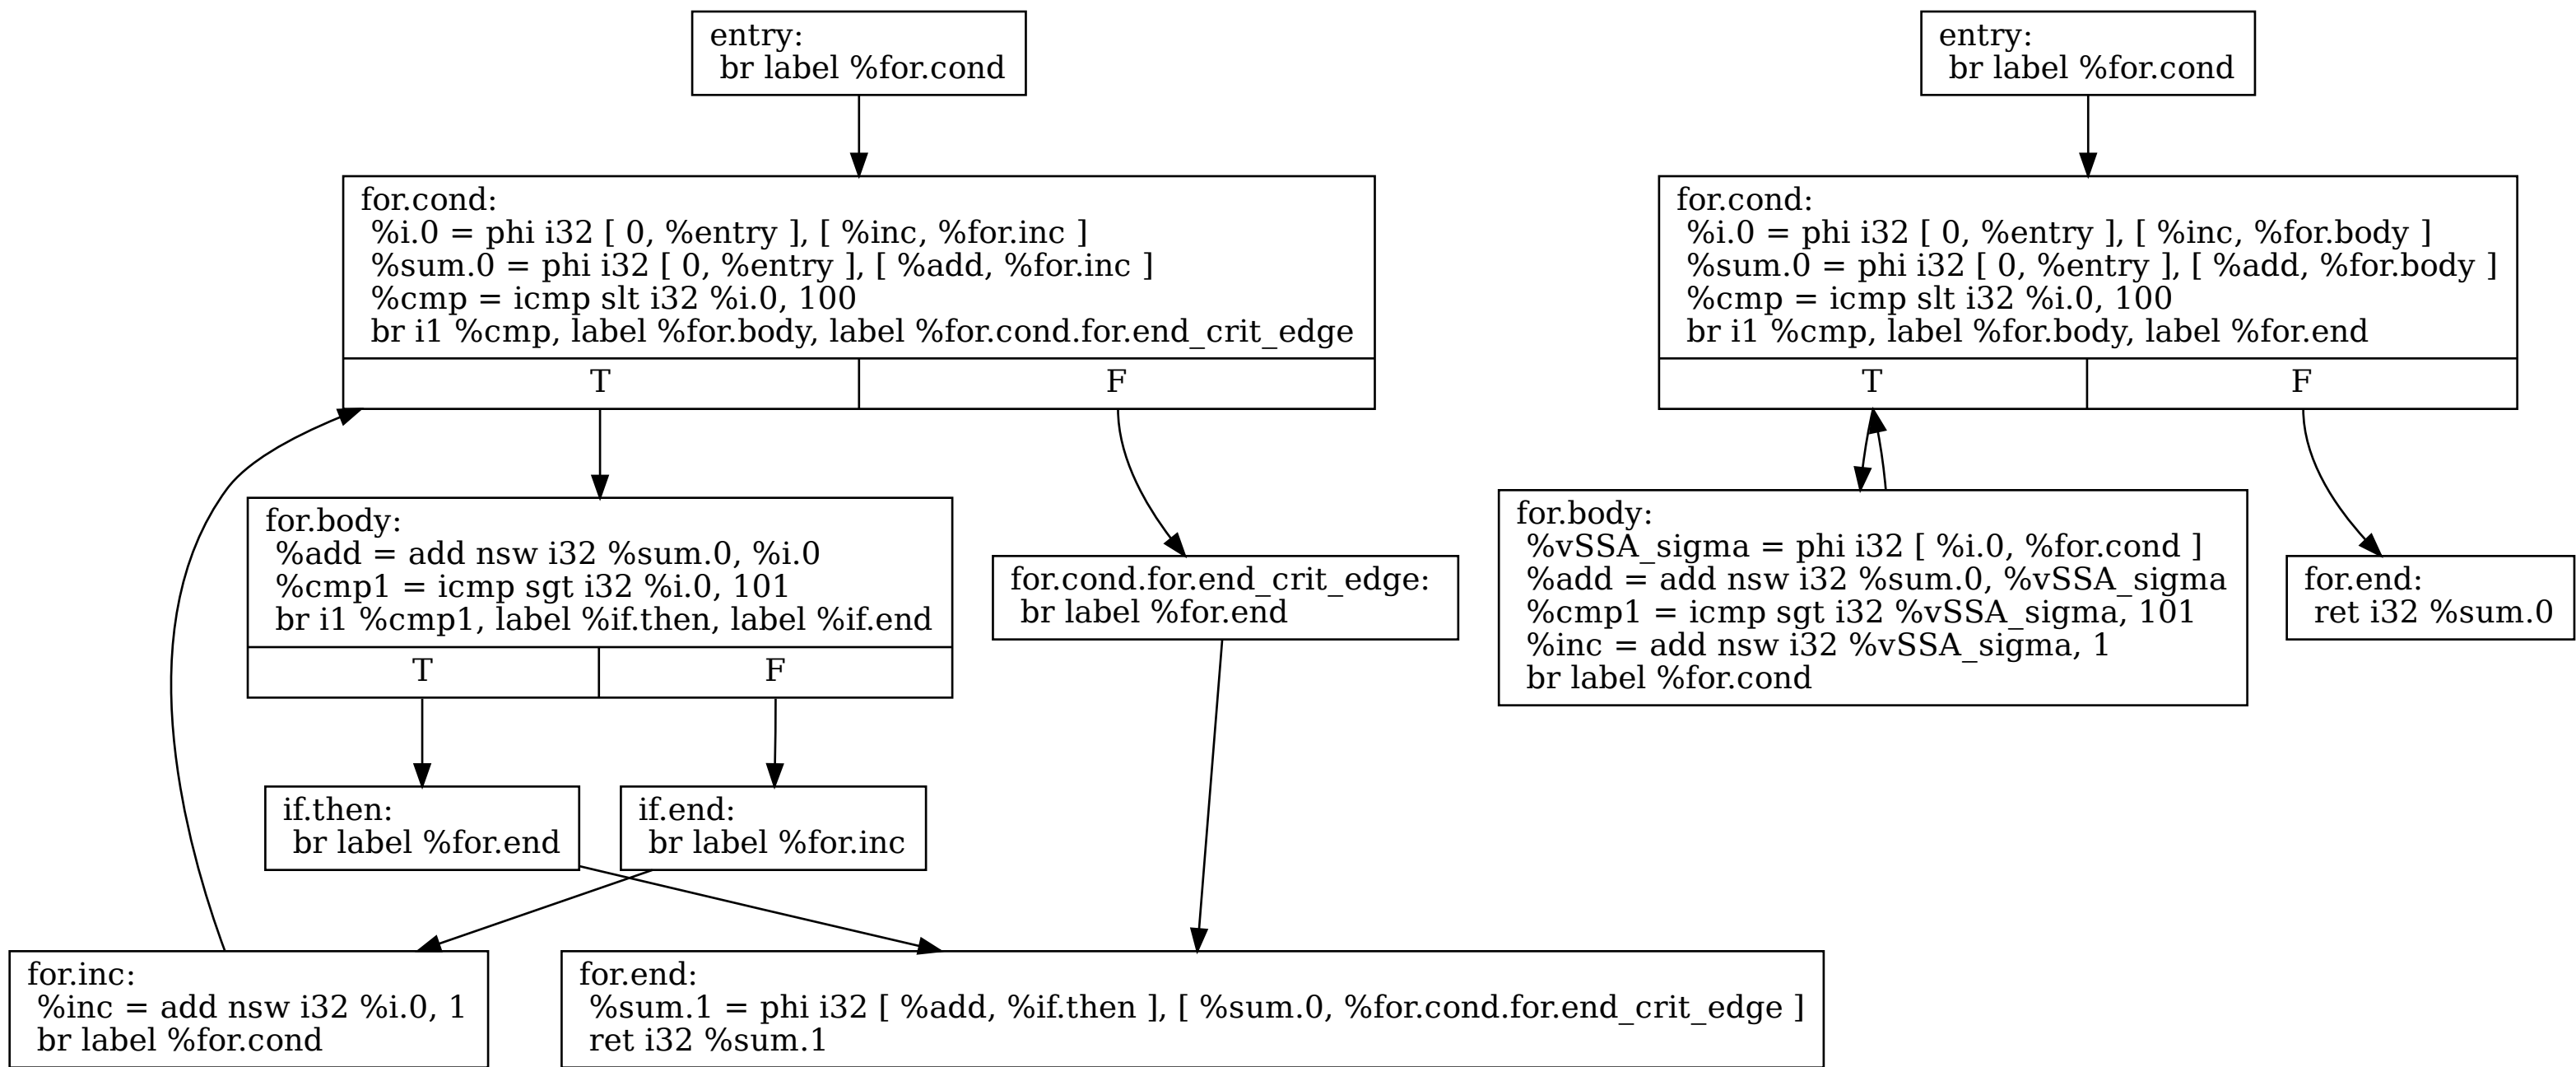 entry:
br label %for.cond
for.cond:
%i.0 = phi i32 [ 0, %entry ], [ %inc, %for.inc ]
%sum.0 = phi i32 [ 0, %entry ], [ %add, %for.inc ]
%cmp = icmp slt i32 %i.0, 100
br i1 %cmp, label %for.body, label %for.cond.for.end_crit_edge
T
F
for.body:
%add = add nsw i32 %sum.0, %i.0
%cmp1 = icmp sgt i32 %i.0, 101
br i1 %cmp1, label %if.then, label %if.end
T
F
for.cond.for.end_crit_edge:
br label %for.end
if.then:
br label %for.end
if.end:
br label %for.inc
for.inc:
%inc = add nsw i32 %i.0, 1
br label %for.cond
for.end:
%sum.1 = phi i32 [ %add, %if.then ], [ %sum.0, %for.cond.for.end_crit_edge ]
ret i32 %sum.1
entry:
br label %for.cond
for.cond:
%i.0 = phi i32 [ 0, %entry ], [ %inc, %for.body ]
%sum.0 = phi i32 [ 0, %entry ], [ %add, %for.body ]
%cmp = icmp slt i32 %i.0, 100
br i1 %cmp, label %for.body, label %for.end
T
F
for.body:
%vSSA_sigma = phi i32 [ %i.0, %for.cond ]
%add = add nsw i32 %sum.0, %vSSA_sigma
%cmp1 = icmp sgt i32 %vSSA_sigma, 101
%inc = add nsw i32 %vSSA_sigma, 1
br label %for.cond
for.end:
ret i32 %sum.0